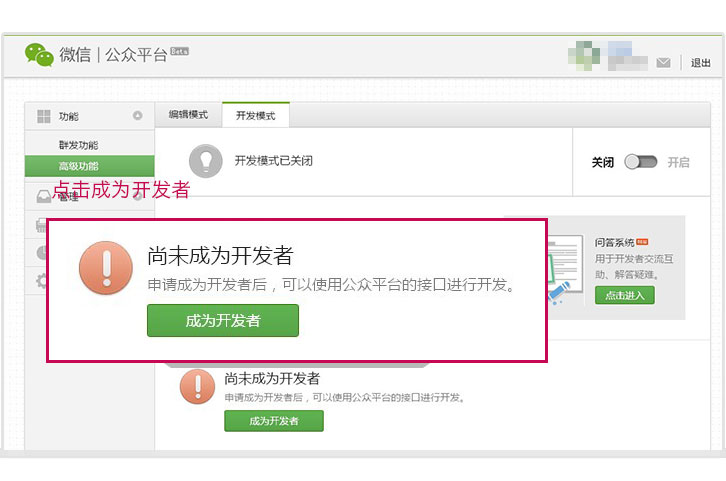 微信 | 公众平台 Beta
退出
功能
编辑模式
开发模式
群发功能
高级功能
开发模式已关闭
关闭
开启
点击成为开发者
管理
尚未成为开发者
申请成为开发者后，可以使用公众平台的接口进行开发。
成为开发者
问答系统
用于开发者交流互
助、解答疑难。
点击进入
尚未成为开发者
申请成为开发者后，可以使用公众平台的接口进行开发。
成为开发者